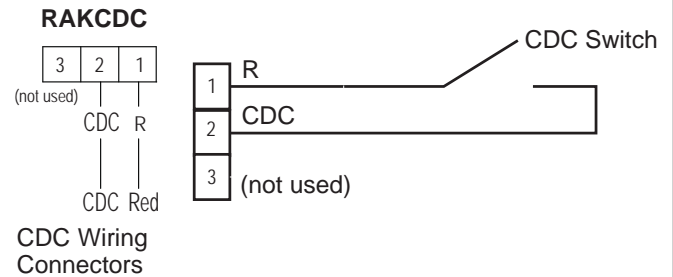 RAKCDC
3 2 1
(not used)
CDC R
CDC Red
CDC Wiring
Connectors
CDC Switch
1 R
2 CDC
3 (not used)